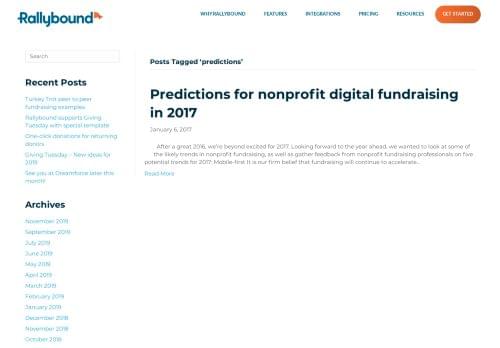 Rallybound
WHY RALLYBOUND
FEATURES
INTEGRATIONS
PRICING
RESOURCES
GET STARTED
Search
Recent Posts
Turkey Trot peer to peer
fundraising examples
Rallybound supports Giving
Tuesday with special template
One-click donations for returning
donors
Giving Tuesday – New ideas for
2019
See you at Dreamforce later this
month!
Archives
November 2019
September 2019
July 2019
June 2019
May 2019
April 2019
March 2019
February 2019
January 2019
December 2018
November 2018
October 2018
Posts Tagged ‘predictions’
Predictions for nonprofit digital fundraising
in 2017
January 6, 2017
After a great 2016, we're beyond excited for 2017. Looking forward to the year ahead, we wanted to look at some of
the likely trends in nonprofit fundraising, as well as gather feedback from nonprofit fundraising professionals on five
potential trends for 2017: Mobile-first It is our firm belief that fundraising will continue to accelerate...
Read More